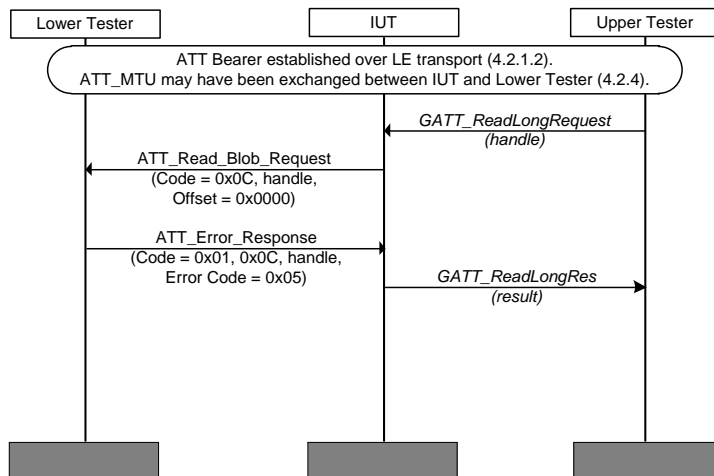 Lower Tester
IUT
Upper Tester
ATT Bearer established over LE transport (4.2.1.2).
ATT_MTU may have been exchanged between IUT and Lower Tester (4.2.4).
GATT_ReadLongRequest
(handle)
ATT_Read_Blob_Request
(Code = 0x0C, handle,
Offset = 0x0000)
ATT_Error_Response
(Code = 0x01, 0x0C, handle,
Error Code = 0x05)
GATT_ReadLongRes
(result)